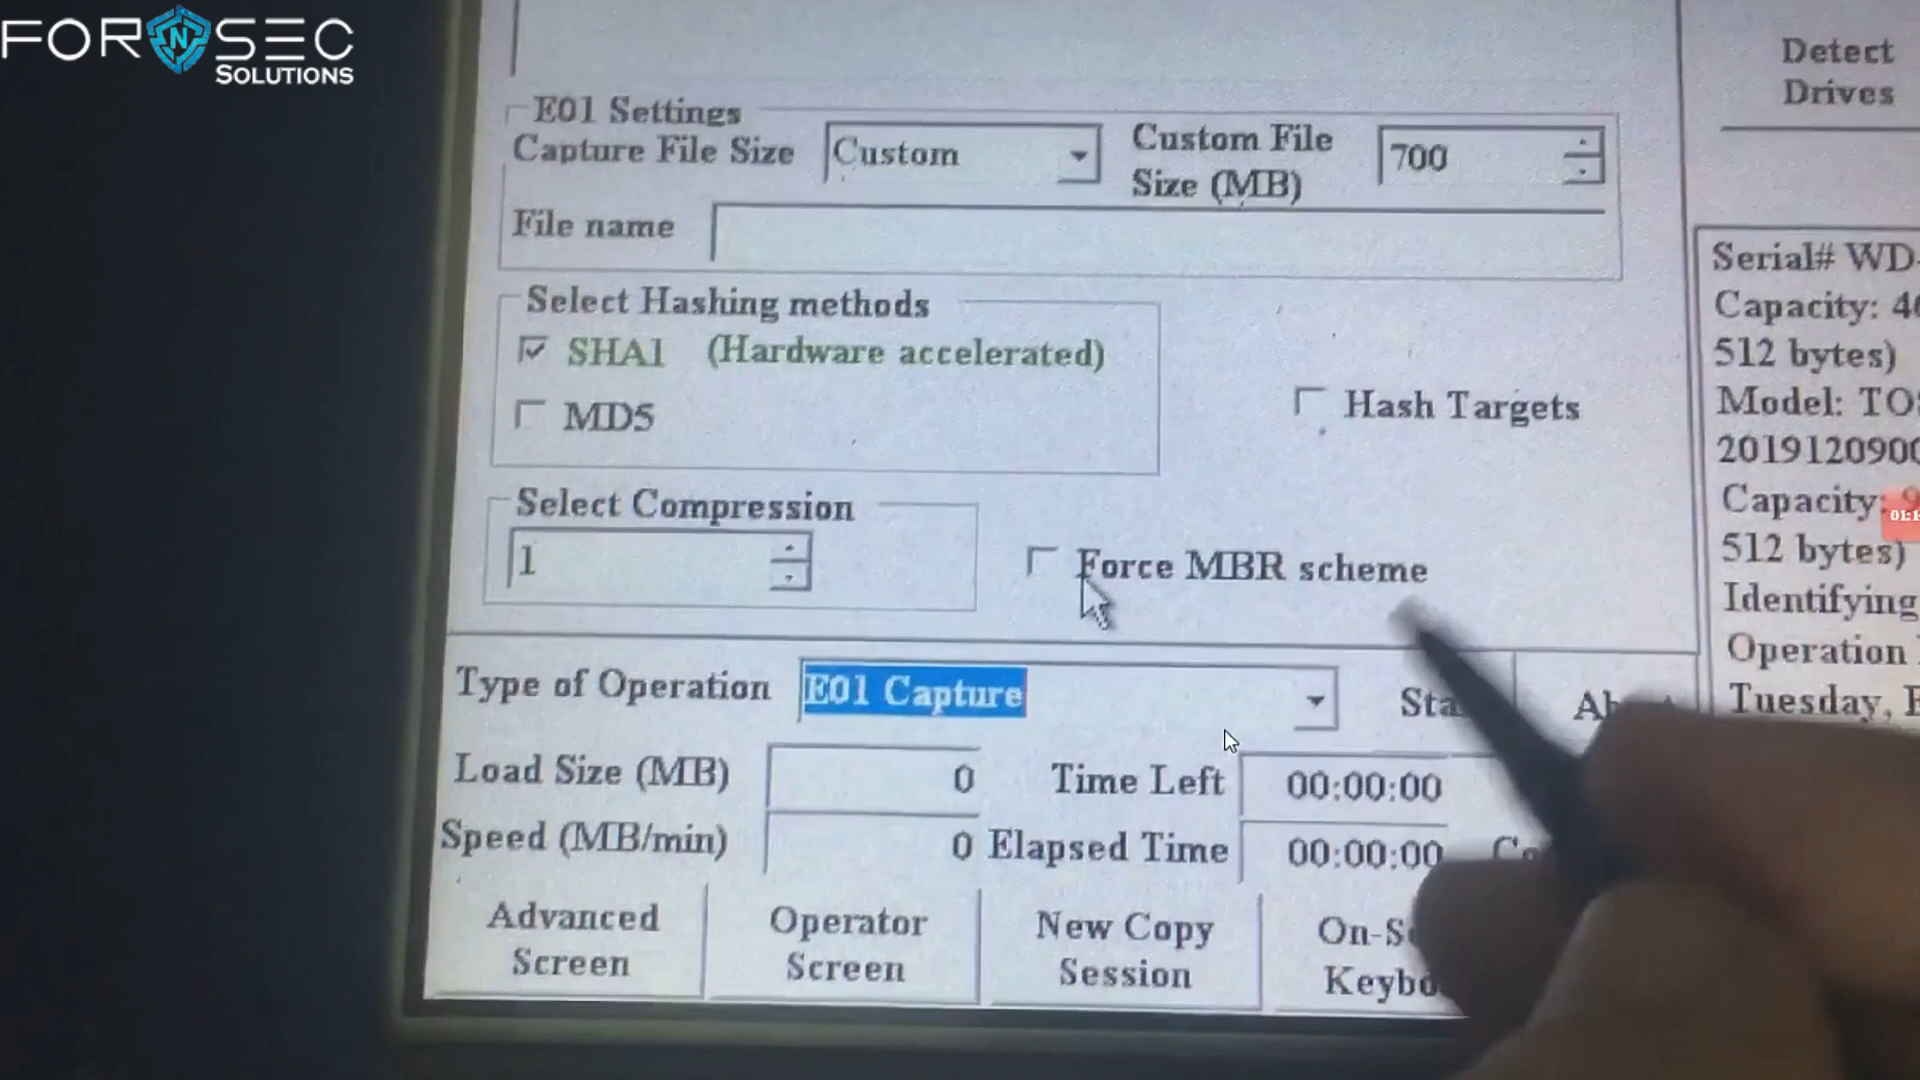 FORNSEC
SOLUTIONS
Detect
Drives
E01 Settings
Capture File Size Custom Custom File
Size (MB) 700
File name
Select Hashing methods
SHA1 (Hardware accelerated)
MD5
Hash Targets
Select Compression
1
Force MBR scheme
Type of Operation E01 Capture
Load Size (MB) 0 Time Left 00:00:00
Speed (MB/min) 0 Elapsed Time 00:00:00
Advanced
Screen
Operator
Screen
New Copy
Session
Serial# WD-
Capacity:
512 bytes)
Model:
Capacity:
512 bytes)
Identifying
Operation
Tuesday,